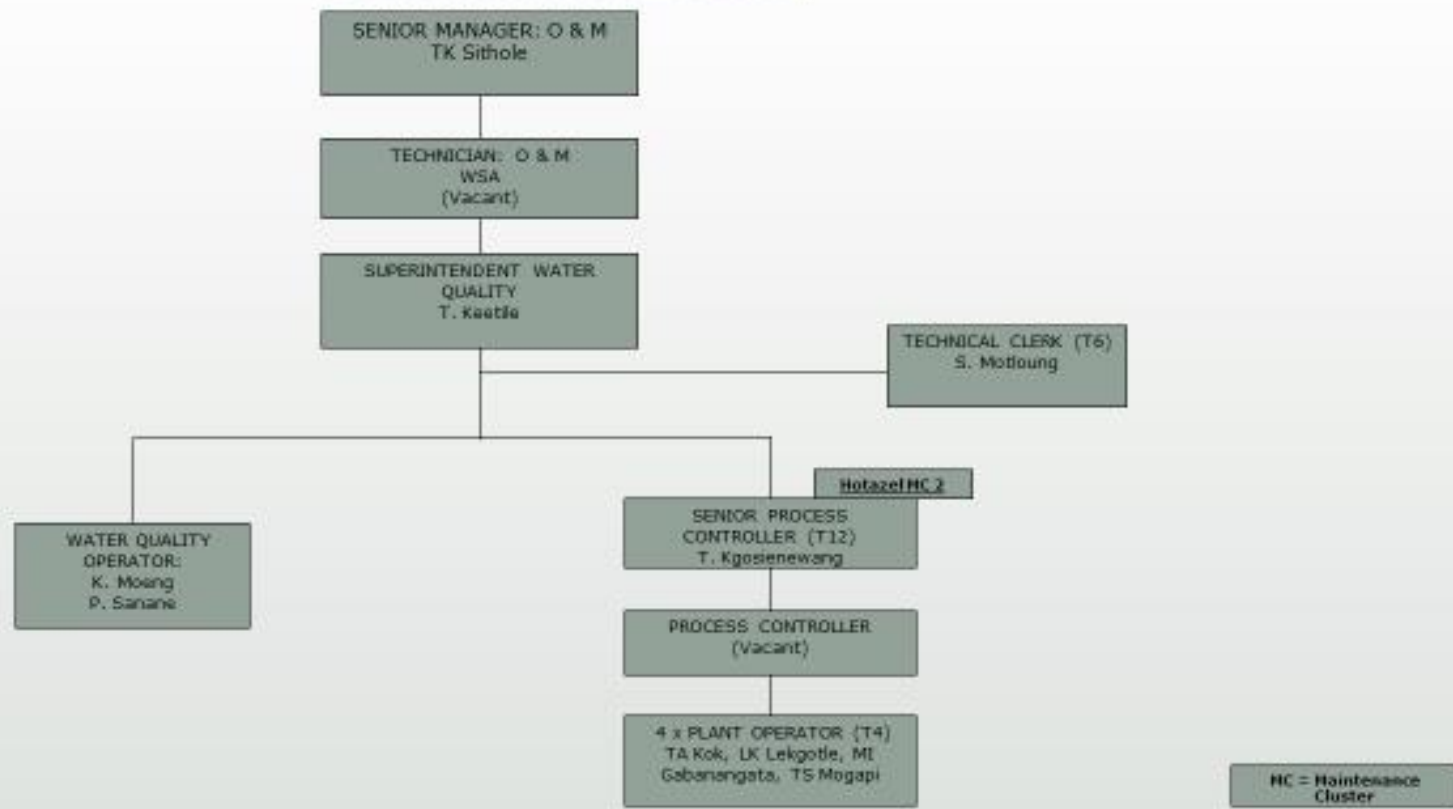 SENIOR MANAGER: O & M
TK Sithole
TECHNICIAN: O & M
WSA
(Vacant)
SUPERINTENDENT WATER
QUALITY
T. Keetile
TECHNICAL CLERK (T6)
S. Motloung
WATER QUALITY
OPERATOR:
K. Moeng
P. Sanane
Hotazel MC 2
SENIOR PROCESS
CONTROLLER (T12)
T. Kgosienewang
PROCESS CONTROLLER
(Vacant)
4 x PLANT OPERATOR (T4)
TA Kok, LK Lekgotle, MI
Gabanangata, TS Mogapi
MC = Maintenance
Cluster